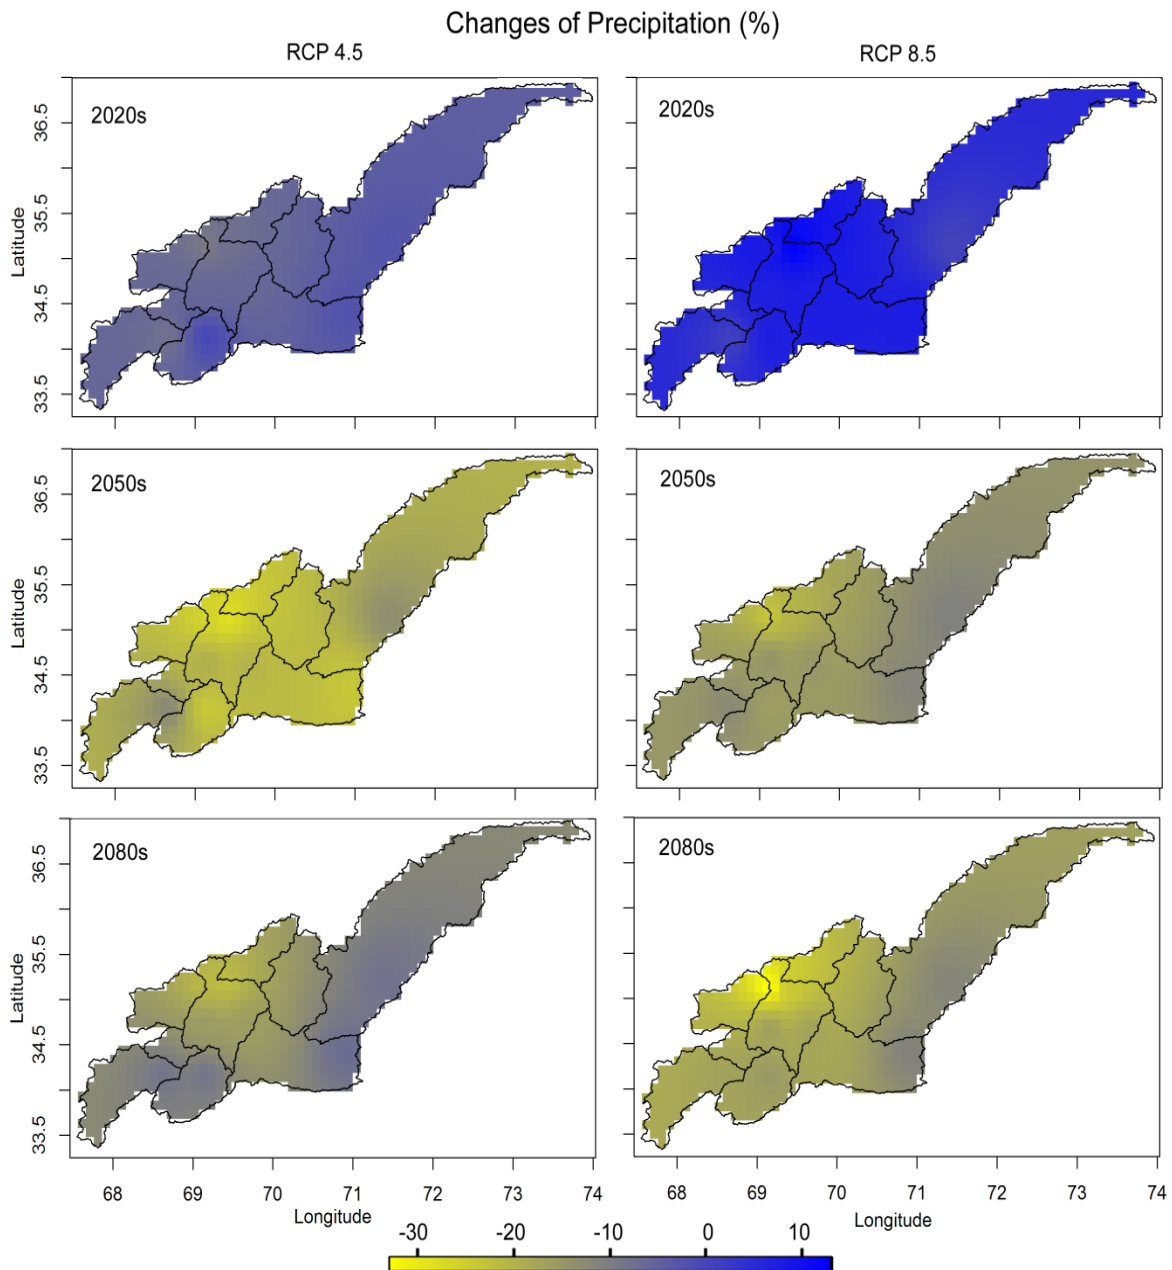 Changes of Precipitation (%)
RCP 4.5
RCP 8.5
2020s
2020s
36.5
35.5
34.5
33.5
Latitude
2050s
2050s
36.5
35.5
34.5
33.5
Latitude
2080s
2080s
36.5
35.5
34.5
33.5
Latitude
68 69 70 71 72 73 74
68 69 70 71 72 73 74
Longitude
Longitude
-30 -20 -10 0 10